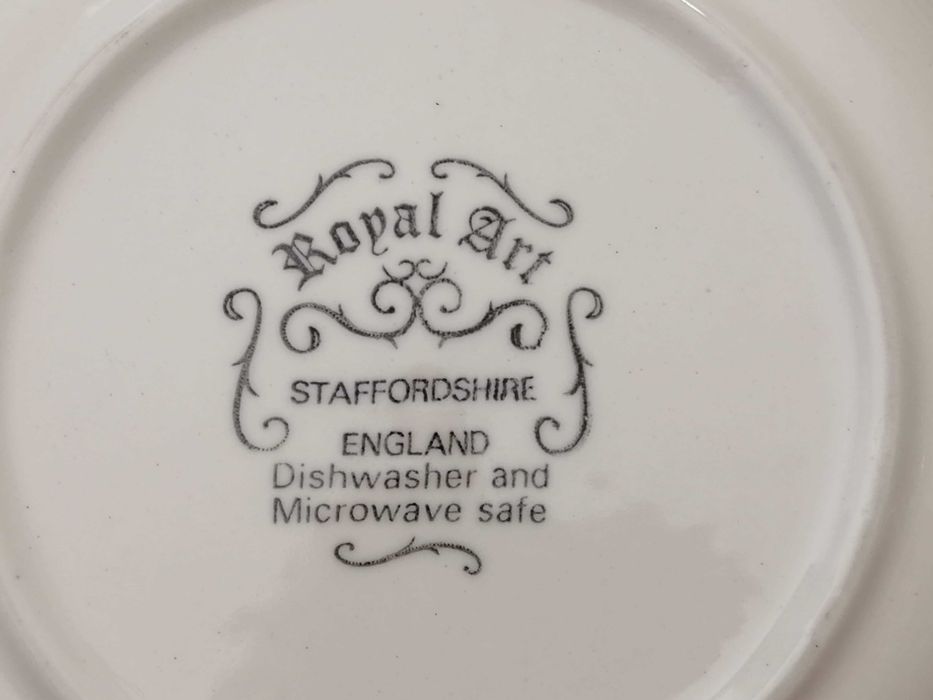 Royal Art
STAFFORDSHIRE
ENGLAND
Dishwasher and
Microwave safe